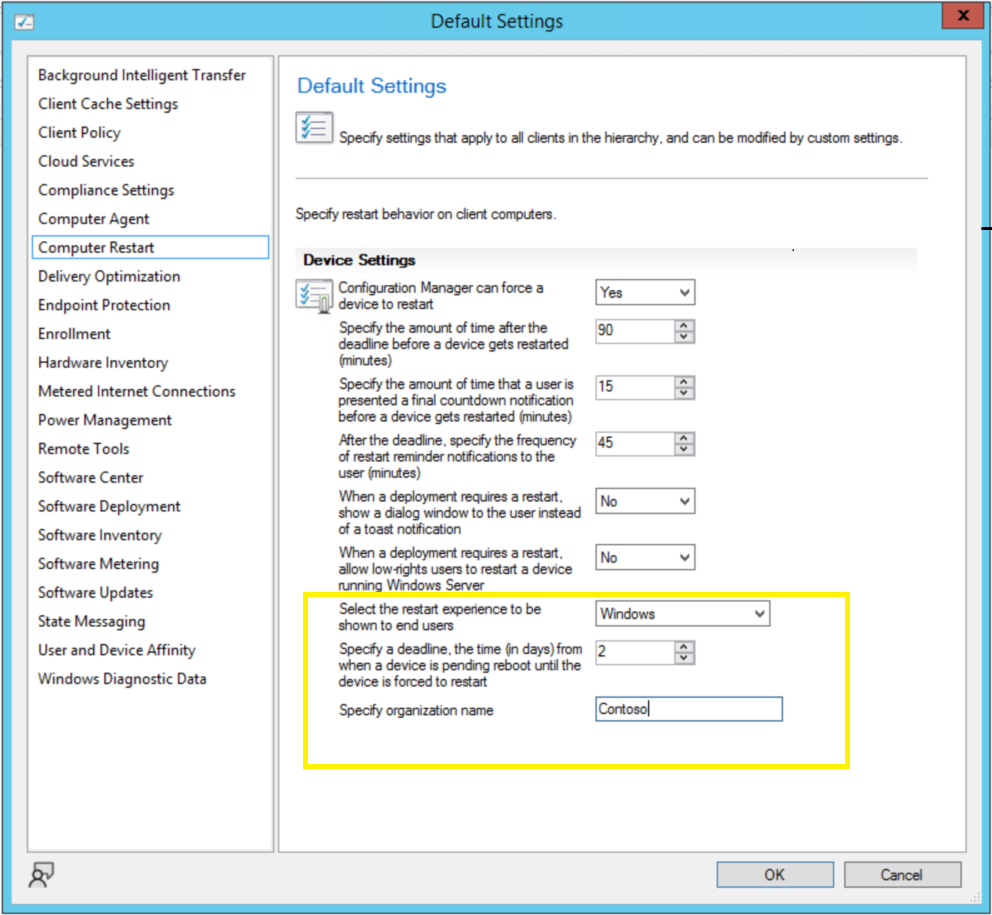 Default Settings
x
Background Intelligent Transfer
Client Cache Settings
Client Policy
Cloud Services
Compliance Settings
Computer Agent
Computer Restart
Delivery Optimization
Endpoint Protection
Enrollment
Hardware Inventory
Metered Internet Connections
Power Management
Remote Tools
Software Center
Software Deployment
Software Inventory
Software Metering
Software Updates
State Messaging
User and Device Affinity
Windows Diagnostic Data
Default Settings
Specify settings that apply to all clients in the hierarchy, and can be modified by custom settings.
Specify restart behavior on client computers.
Device Settings
Configuration Manager can force a
device to restart
Yes
Specify the amount of time after the
deadline before a device gets restarted
(minutes)
90
Specify the amount of time that a user is
presented a final countdown notification
before a device gets restarted (minutes)
15
After the deadline, specify the frequency
of restart reminder notifications to the
user (minutes)
45
When a deployment requires a restart,
show a dialog window to the user instead
of a toast notification
No
When a deployment requires a restart,
allow low-rights users to restart a device
running Windows Server
No
Select the restart experience to be
shown to end users
Windows
Specify a deadline, the time (in days) from
when a device is pending reboot until the
device is forced to restart
2
Specify organization name
Contoso
OK
Cancel